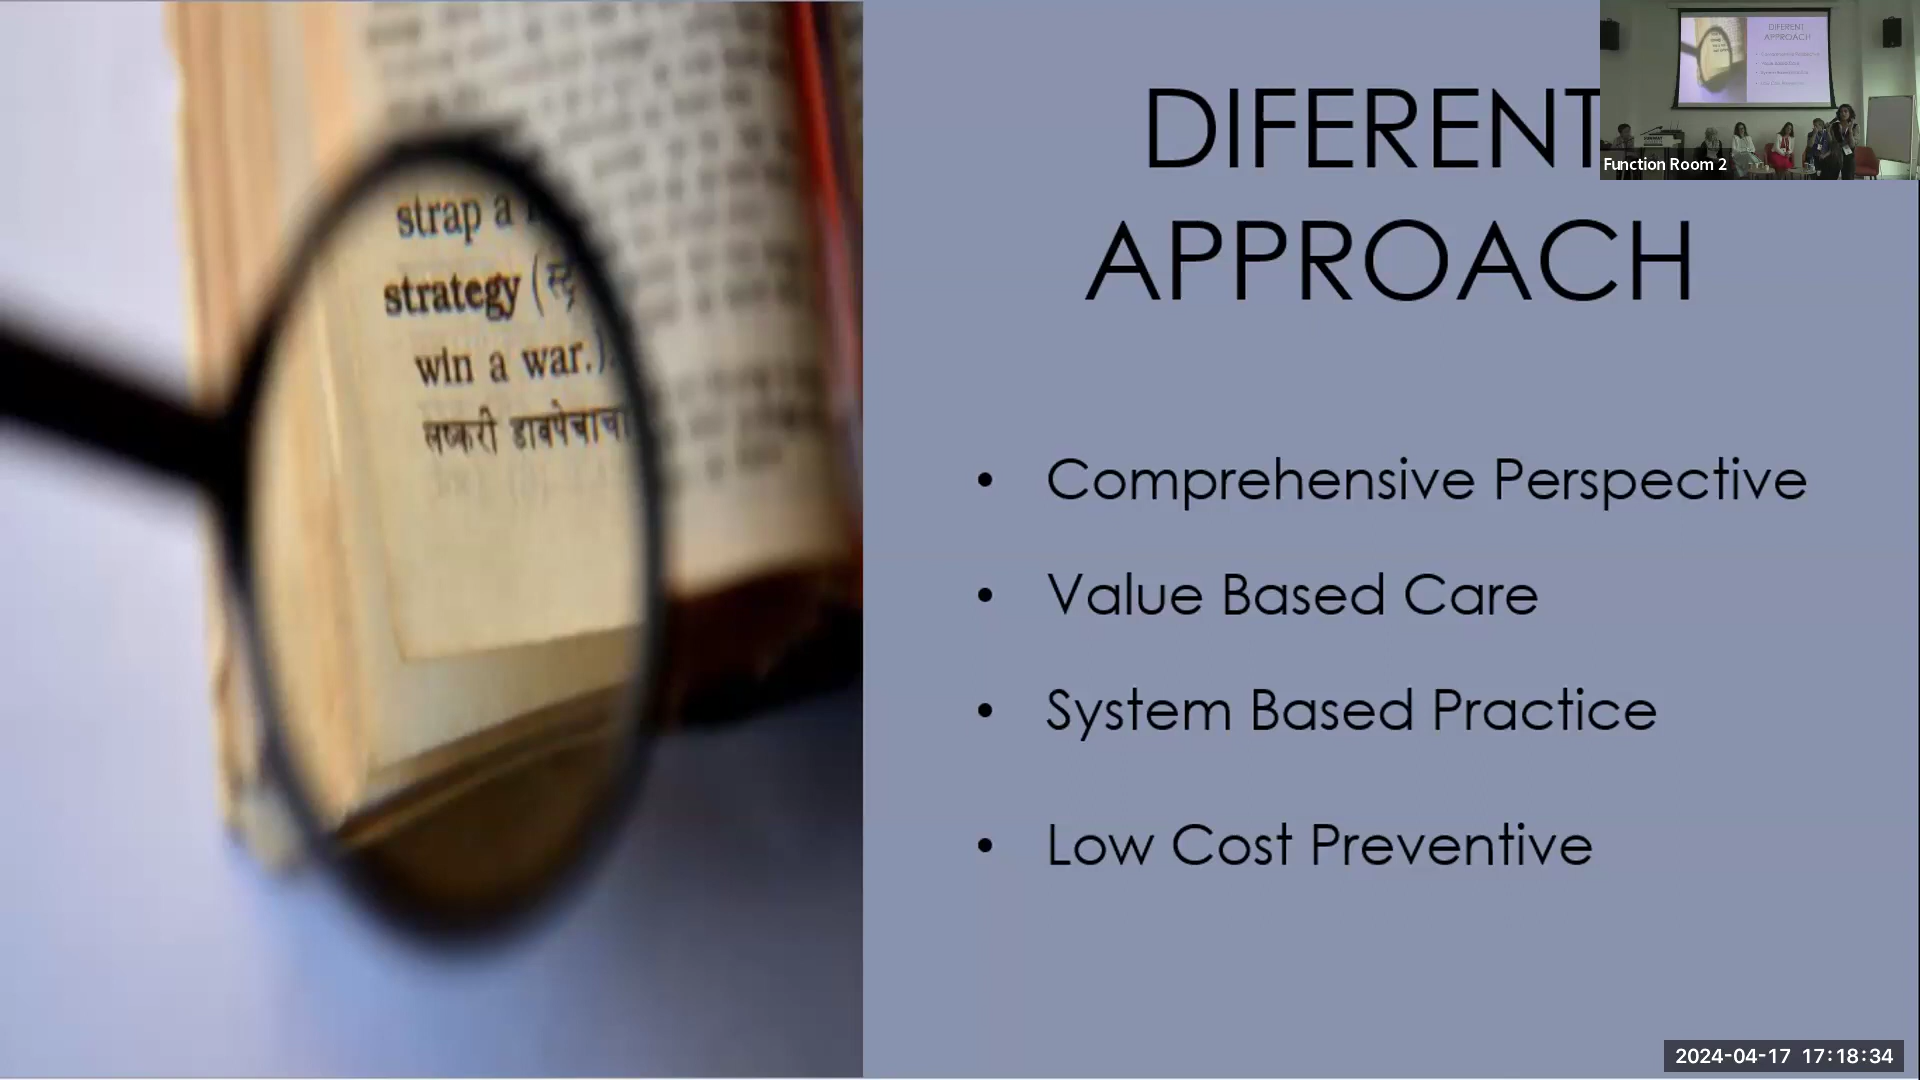 DIFERENT
APPROACH
• Comprehensive Perspective
• Value Based Care
• System Based Practice
• Low Cost Preventive
strap a
strategy (
win a war.)
लष्करी डावपेचाचा
Function Room 2
2024-04-17 17:18:34